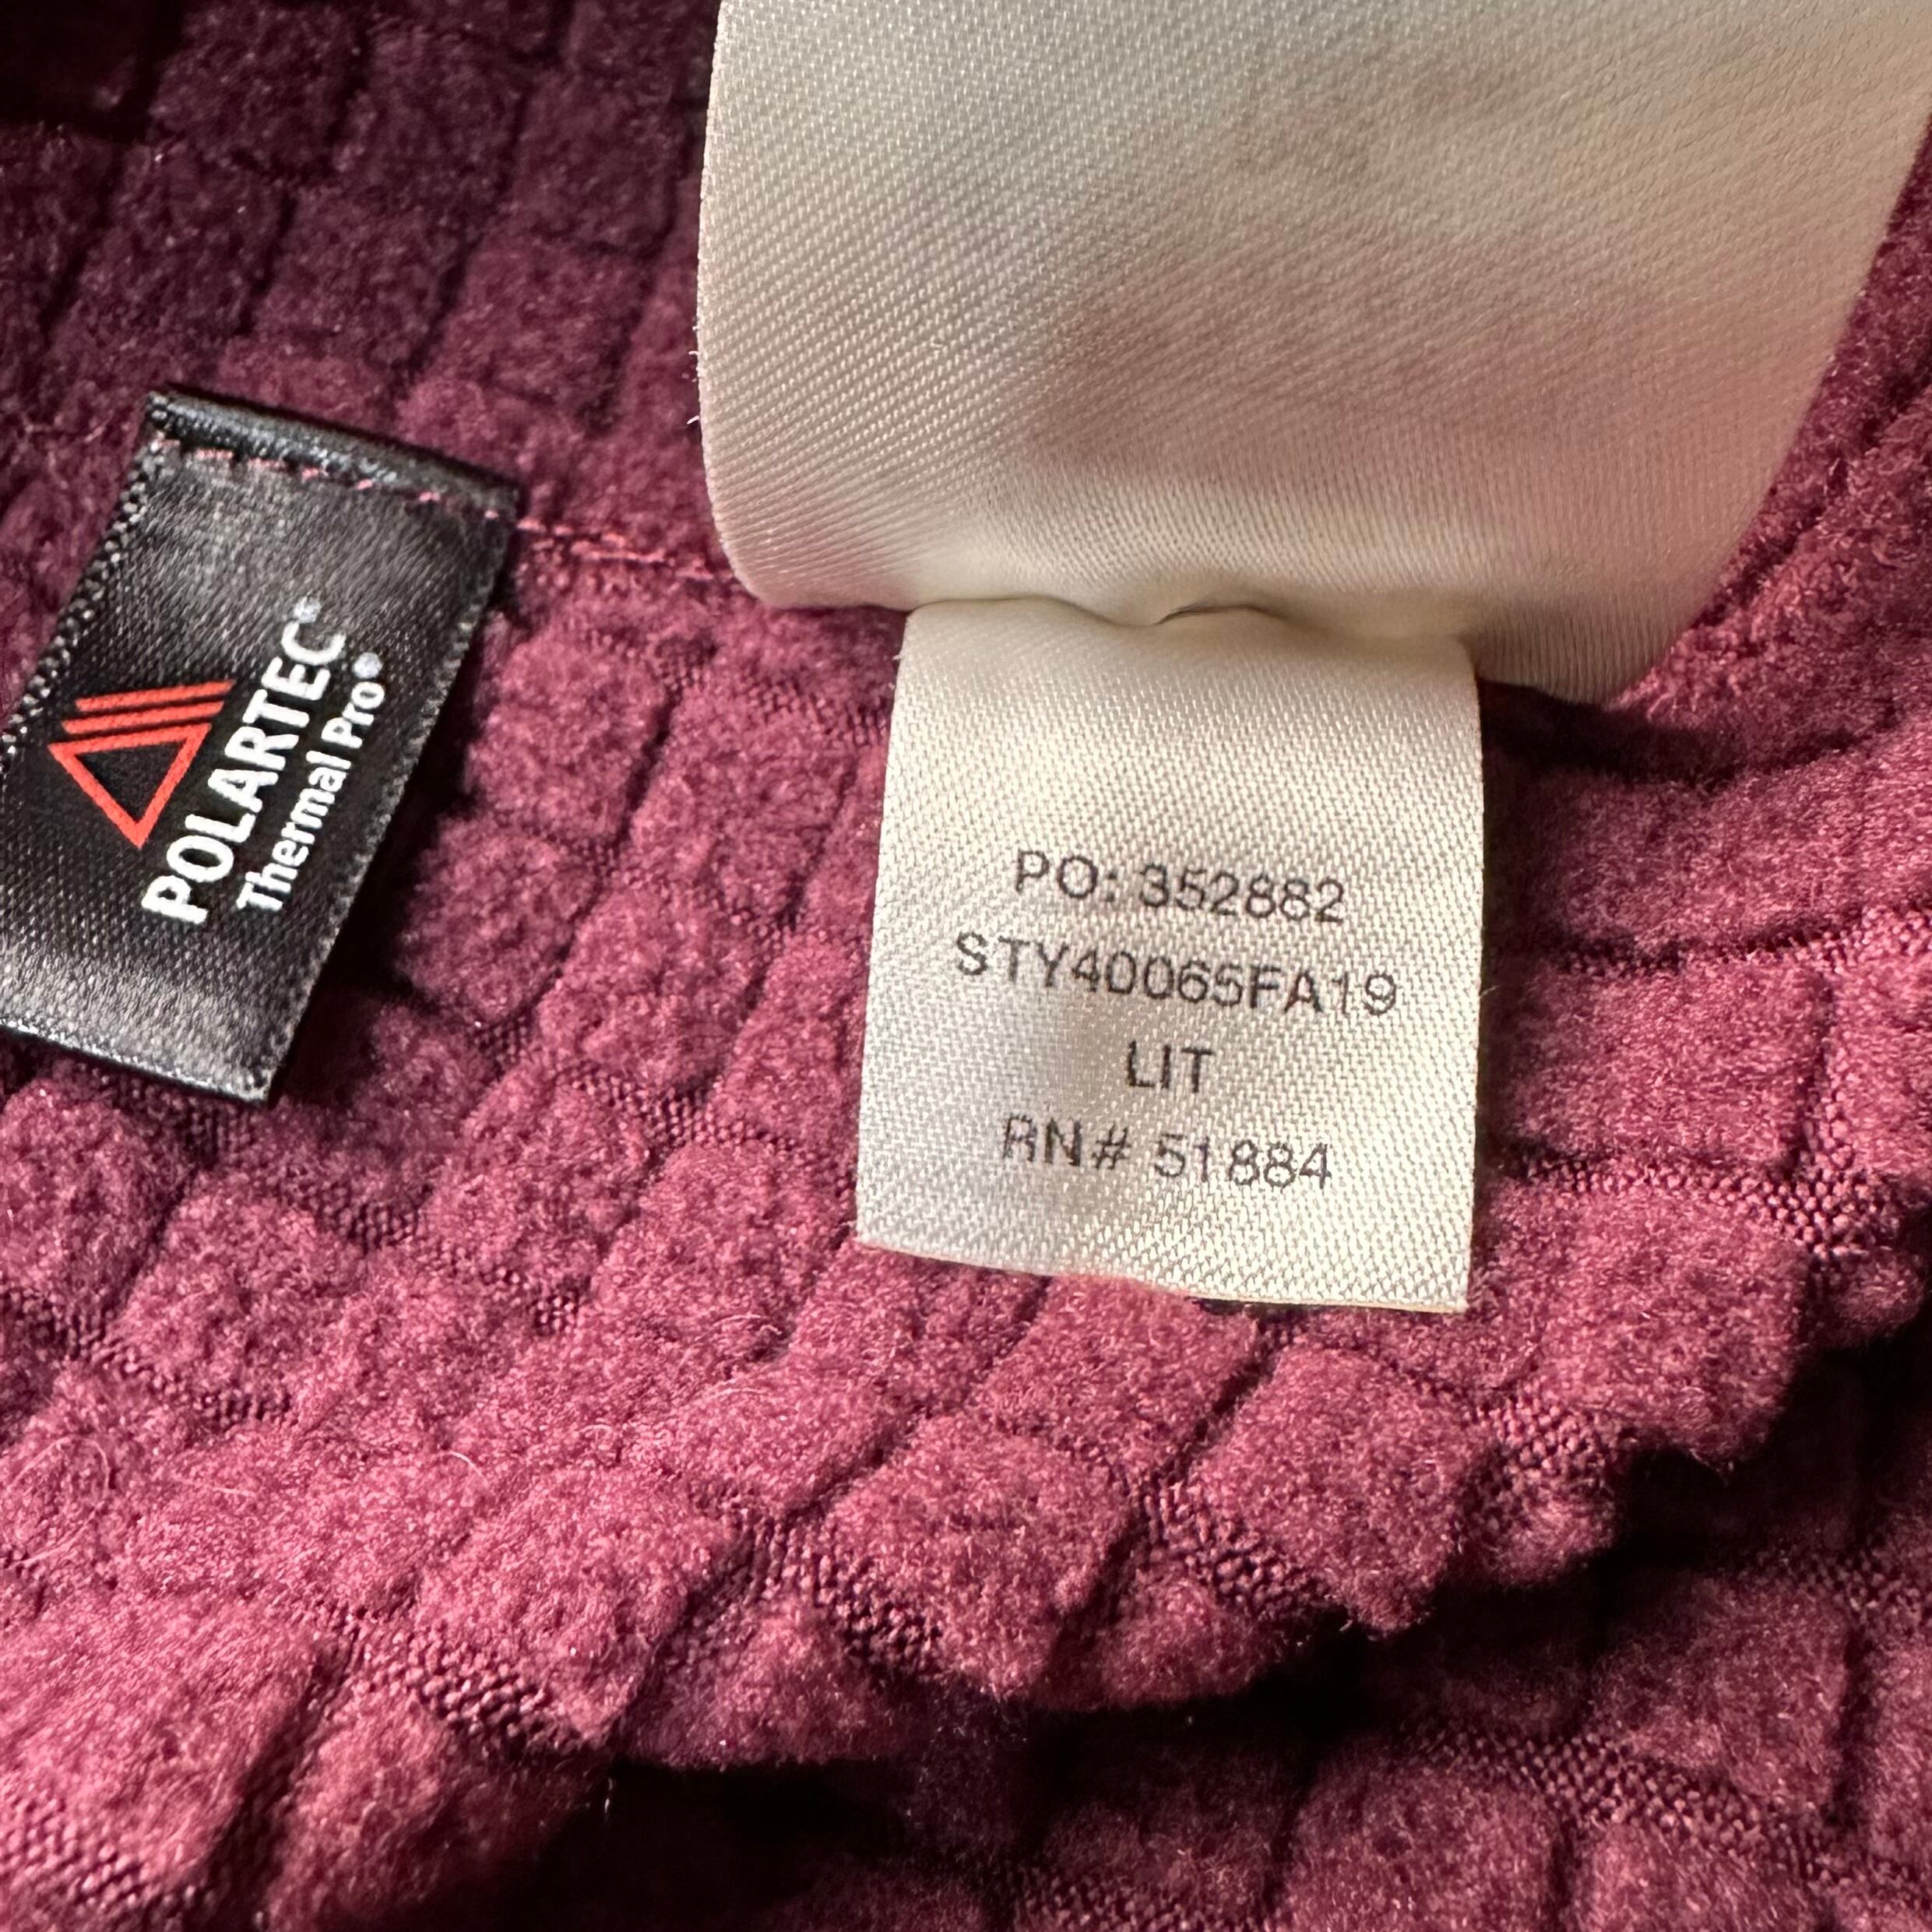 POLARTEC®
Thermal Pro®
PO: 352882
STY40065FA19
LIT
RN# 51884